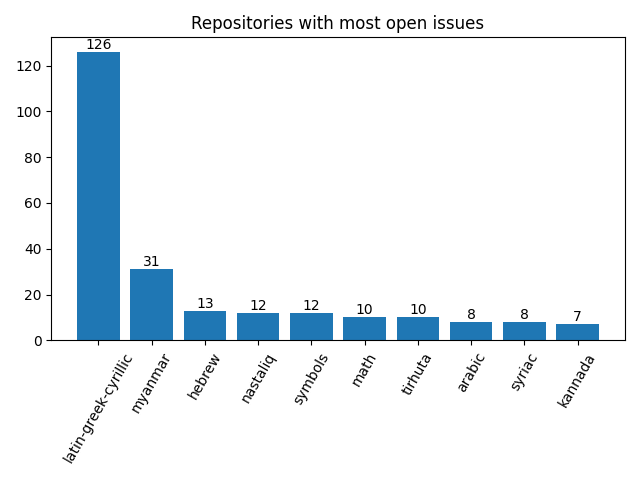 Repositories with most open issues
126
31
13
12
12
10
10
8
8
7
120
100
80
60
40
20
0
latin-greek-cyrillic
myanmar
hebrew
nastaliq
symbols
math
tirhuta
arabic
syriac
kannada